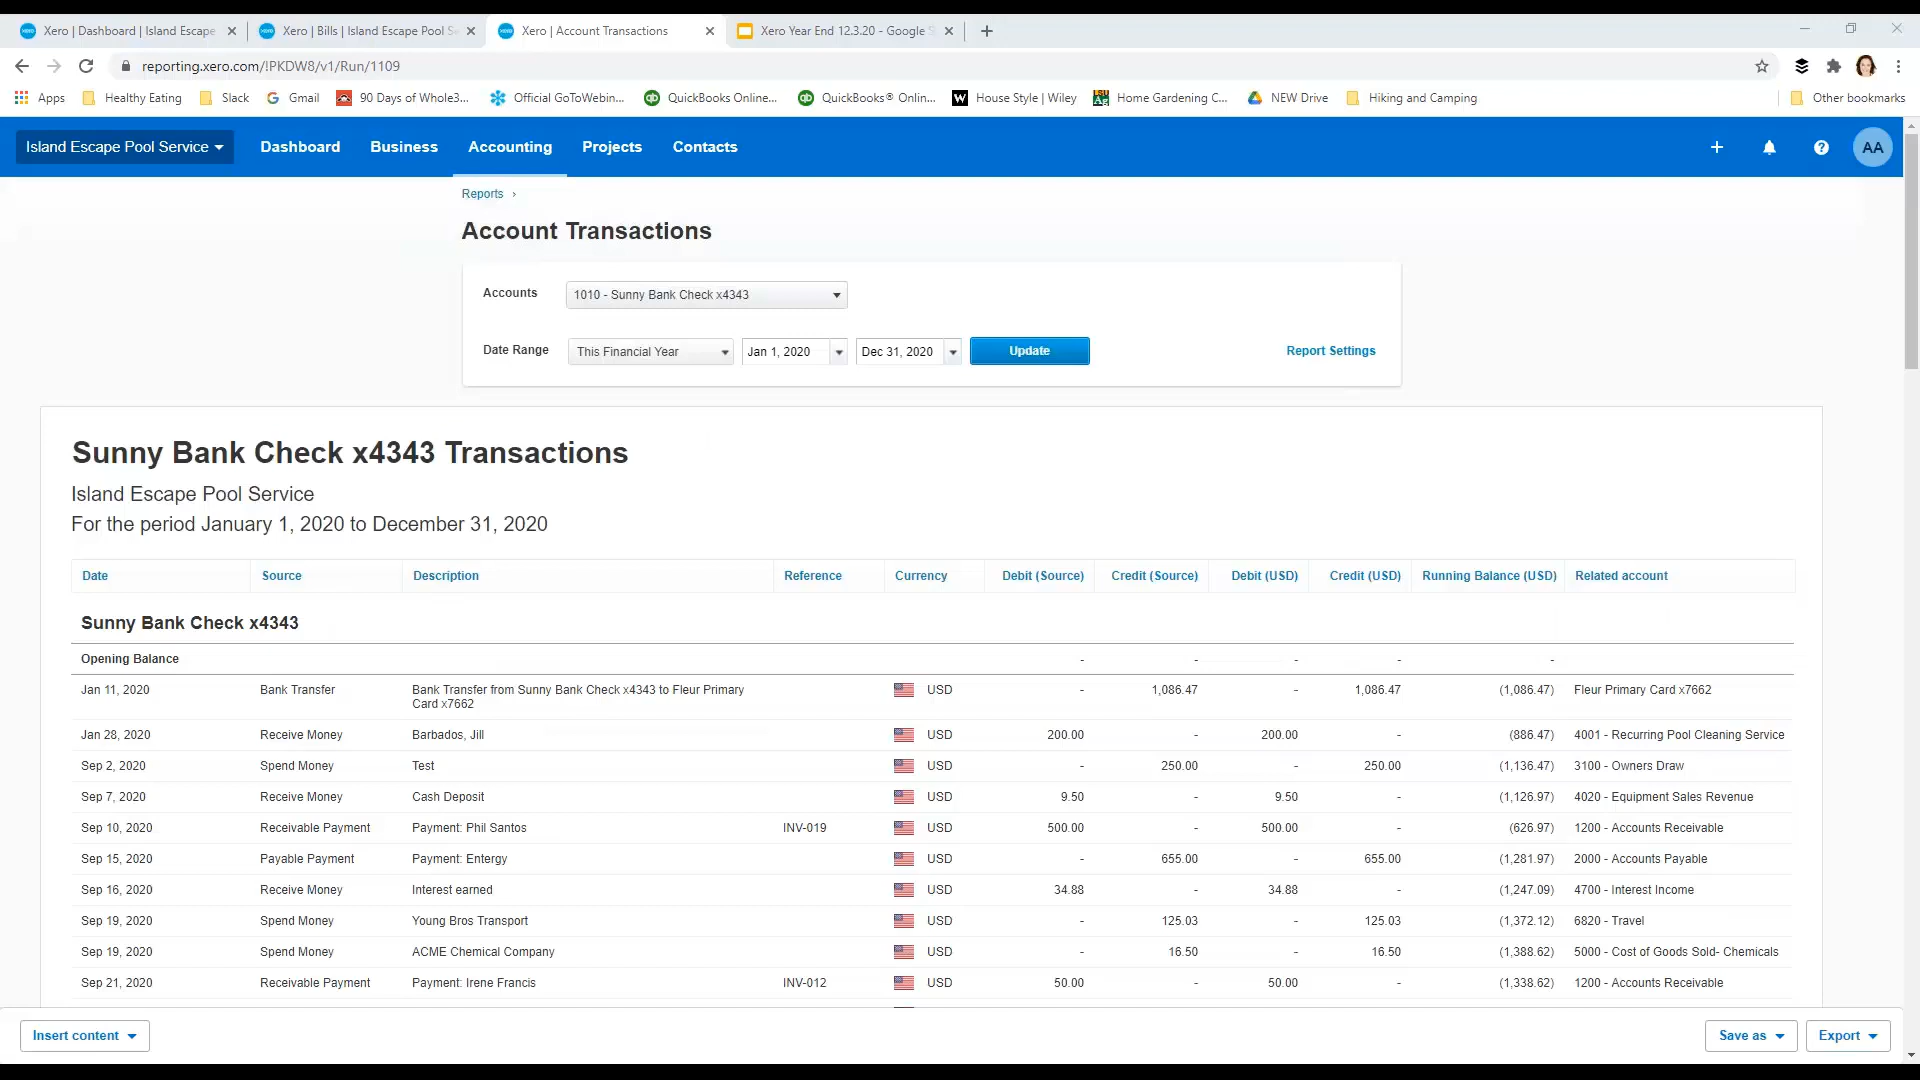 Xero | Dashboard | Island Escape
Xero | Bills | Island Escape Pool Se
Xero | Account Transactions
Xero Year End 12.3.20 - Google S
reporting.xero.com/!PKDW8/v1/Run/1109
Apps
Healthy Eating
Slack
Gmail
90 Days of Whole3...
Official GoToWebin...
QuickBooks Online...
QuickBooks® Onlin...
House Style | Wiley
Home Gardening C...
NEW Drive
Hiking and Camping
Other bookmarks
Island Escape Pool Service
Dashboard
Business
Accounting
Projects
Contacts
AA
Reports ›
Account Transactions
Accounts
1010 - Sunny Bank Check x4343
Date Range
This Financial Year
Jan 1, 2020
Dec 31, 2020
Update
Report Settings
Sunny Bank Check x4343 Transactions
Island Escape Pool Service
For the period January 1, 2020 to December 31, 2020
Date Source Description Reference Currency Debit (Source) Credit (Source) Debit (USD) Credit (USD) Running Balance (USD) Related account
Sunny Bank Check x4343
Opening Balance - - - - -
Jan 11, 2020 Bank Transfer Bank Transfer from Sunny Bank Check x4343 to Fleur Primary USD - 1,086.47 - 1,086.47 (1,086.47) Fleur Primary Card x7662
Card x7662
Jan 28, 2020 Receive Money Barbados, Jill USD 200.00 - 200.00 - (886.47) 4001 - Recurring Pool Cleaning Service
Sep 2, 2020 Spend Money Test USD - 250.00 - 250.00 (1,136.47) 3100 - Owners Draw
Sep 7, 2020 Receive Money Cash Deposit USD 9.50 - 9.50 - (1,126.97) 4020 - Equipment Sales Revenue
Sep 10, 2020 Receivable Payment Payment: Phil Santos INV-019 USD 500.00 - 500.00 - (626.97) 1200 - Accounts Receivable
Sep 15, 2020 Payable Payment Payment: Entergy USD - 655.00 - 655.00 (1,281.97) 2000 - Accounts Payable
Sep 16, 2020 Receive Money Interest earned USD 34.88 - 34.88 - (1,247.09) 4700 - Interest Income
Sep 19, 2020 Spend Money Young Bros Transport USD - 125.03 - 125.03 (1,372.12) 6820 - Travel
Sep 19, 2020 Spend Money ACME Chemical Company USD - 16.50 - 16.50 (1,388.62) 5000 - Cost of Goods Sold- Chemicals
Sep 21, 2020 Receivable Payment Payment: Irene Francis INV-012 USD 50.00 - 50.00 - (1,338.62) 1200 - Accounts Receivable
Insert content
Save as
Export